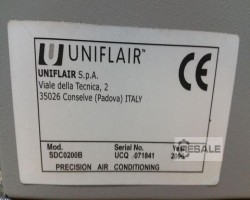 UNIFLAIR™
UNIFLAIR S.p.A.
Viale della Tecnica, 2
35026 Conselve (Padova) ITALY
CE
Mod. Serial No.
SDC0200B UCQ .071841
PRECISION AIR CONDITIONING
RESALE